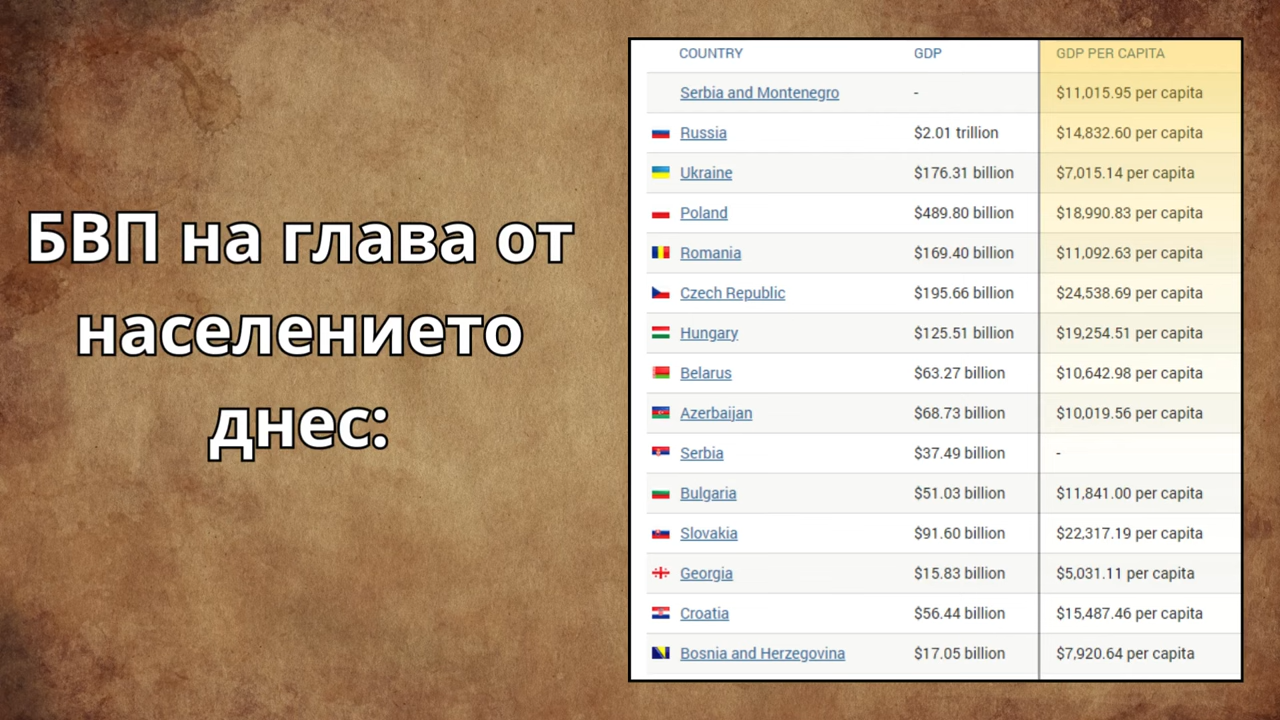 БВП на глава от
населението
днес:
COUNTRY GDP GDP PER CAPITA
Serbia and Montenegro - $11,015.95 per capita
Russia $2.01 trillion $14,832.60 per capita
Ukraine $176.31 billion $7,015.14 per capita
Poland $489.80 billion $18,990.83 per capita
Romania $169.40 billion $11,092.63 per capita
Czech Republic $195.66 billion $24,538.69 per capita
Hungary $125.51 billion $19,254.51 per capita
Belarus $63.27 billion $10,642.98 per capita
Azerbaijan $68.73 billion $10,019.56 per capita
Serbia $37.49 billion -
Bulgaria $51.03 billion $11,841.00 per capita
Slovakia $91.60 billion $22,317.19 per capita
Georgia $15.83 billion $5,031.11 per capita
Croatia $56.44 billion $15,487.46 per capita
Bosnia and Herzegovina $17.05 billion $7,920.64 per capita